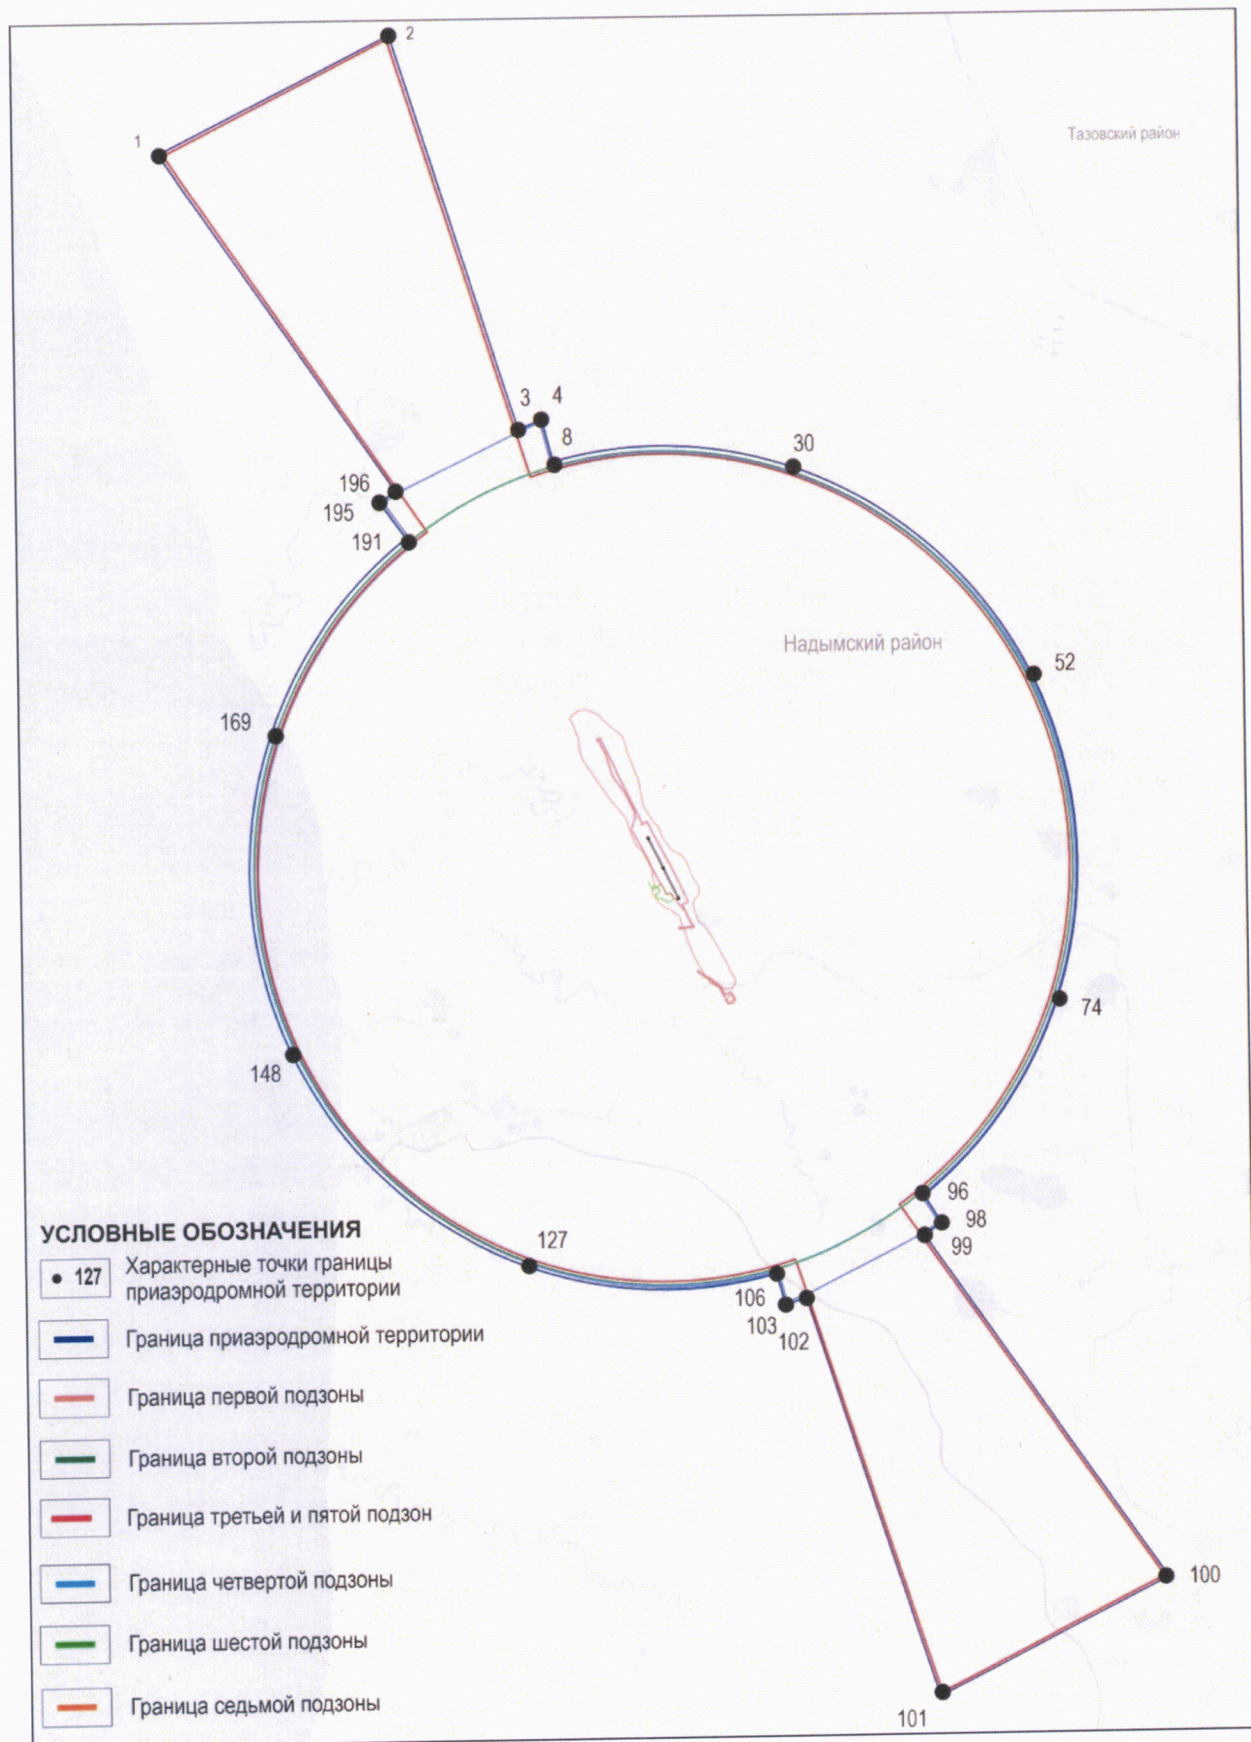 2
1
Тазовский район
3
4
8
30
196
195
191
Надымский район
52
169
74
148
96
98
99
127
106
103
102
100
101
УСЛОВНЫЕ ОБОЗНАЧЕНИЯ
127
Характерные точки границы
приаэродромной территории
Граница приаэродромной территории
Граница первой подзоны
Граница второй подзоны
Граница третьей и пятой подзон
Граница четвертой подзоны
Граница шестой подзоны
Граница седьмой подзоны